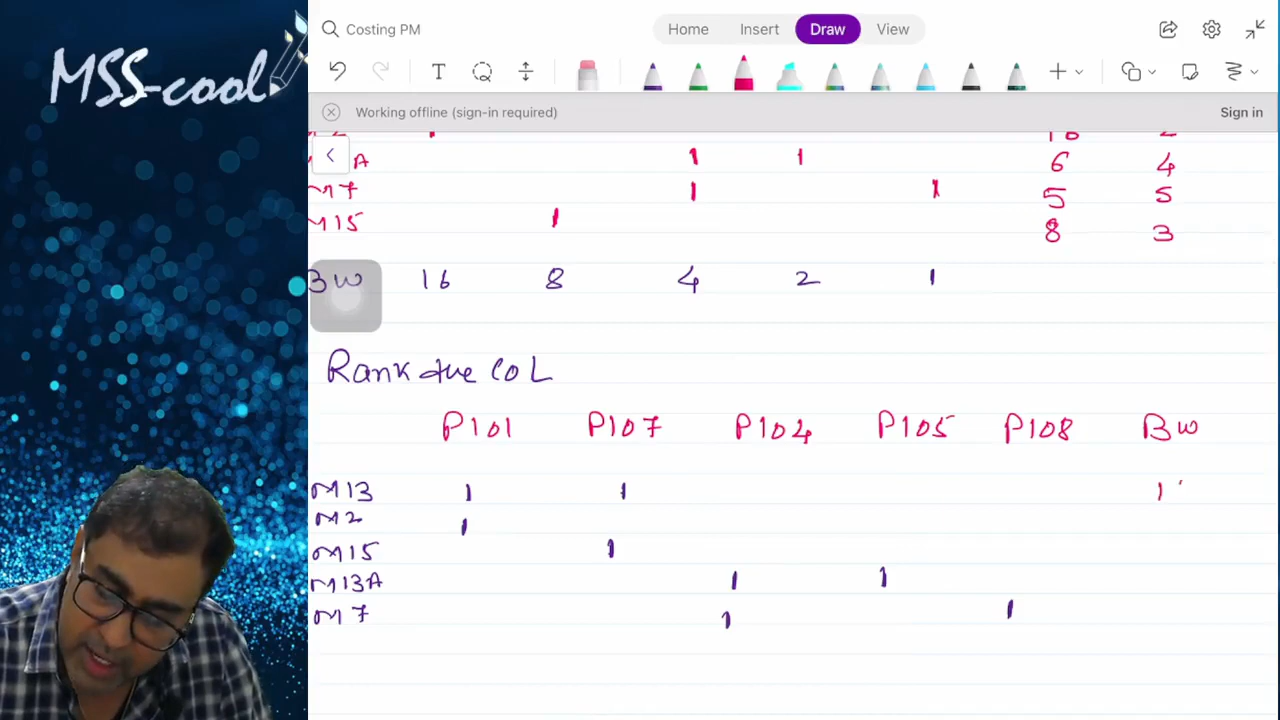 MSS-cool
Costing PM
Home Insert Draw View
Working offline (sign-in required)
Sign in
A 1 1 6 4
M7 1 1 5 5
M15 1 8 3
BW 16 8 4 2 1
Rank the Col
P101 P107 P104 P105 P108 BW
M13 1 1 1
M2 1
M15 1
M13A 1 1
M7 1 1